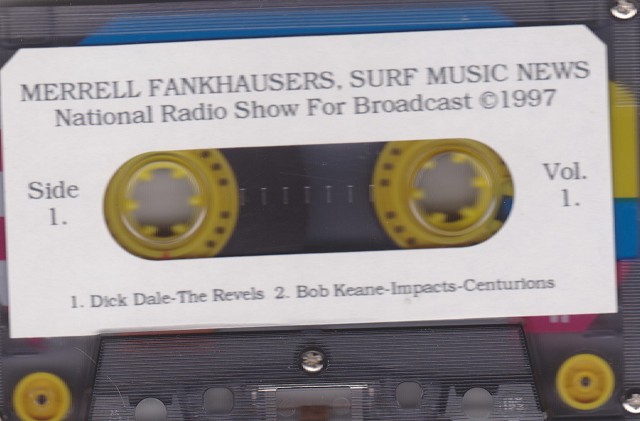 MERRELL FANKHAUSERS, SURF MUSIC NEWS
National Radio Show For Broadcast ©1997
Side
1.
Vol.
1.
1. Dick Dale-The Revels 2. Bob Keane-Impacts-Centurions